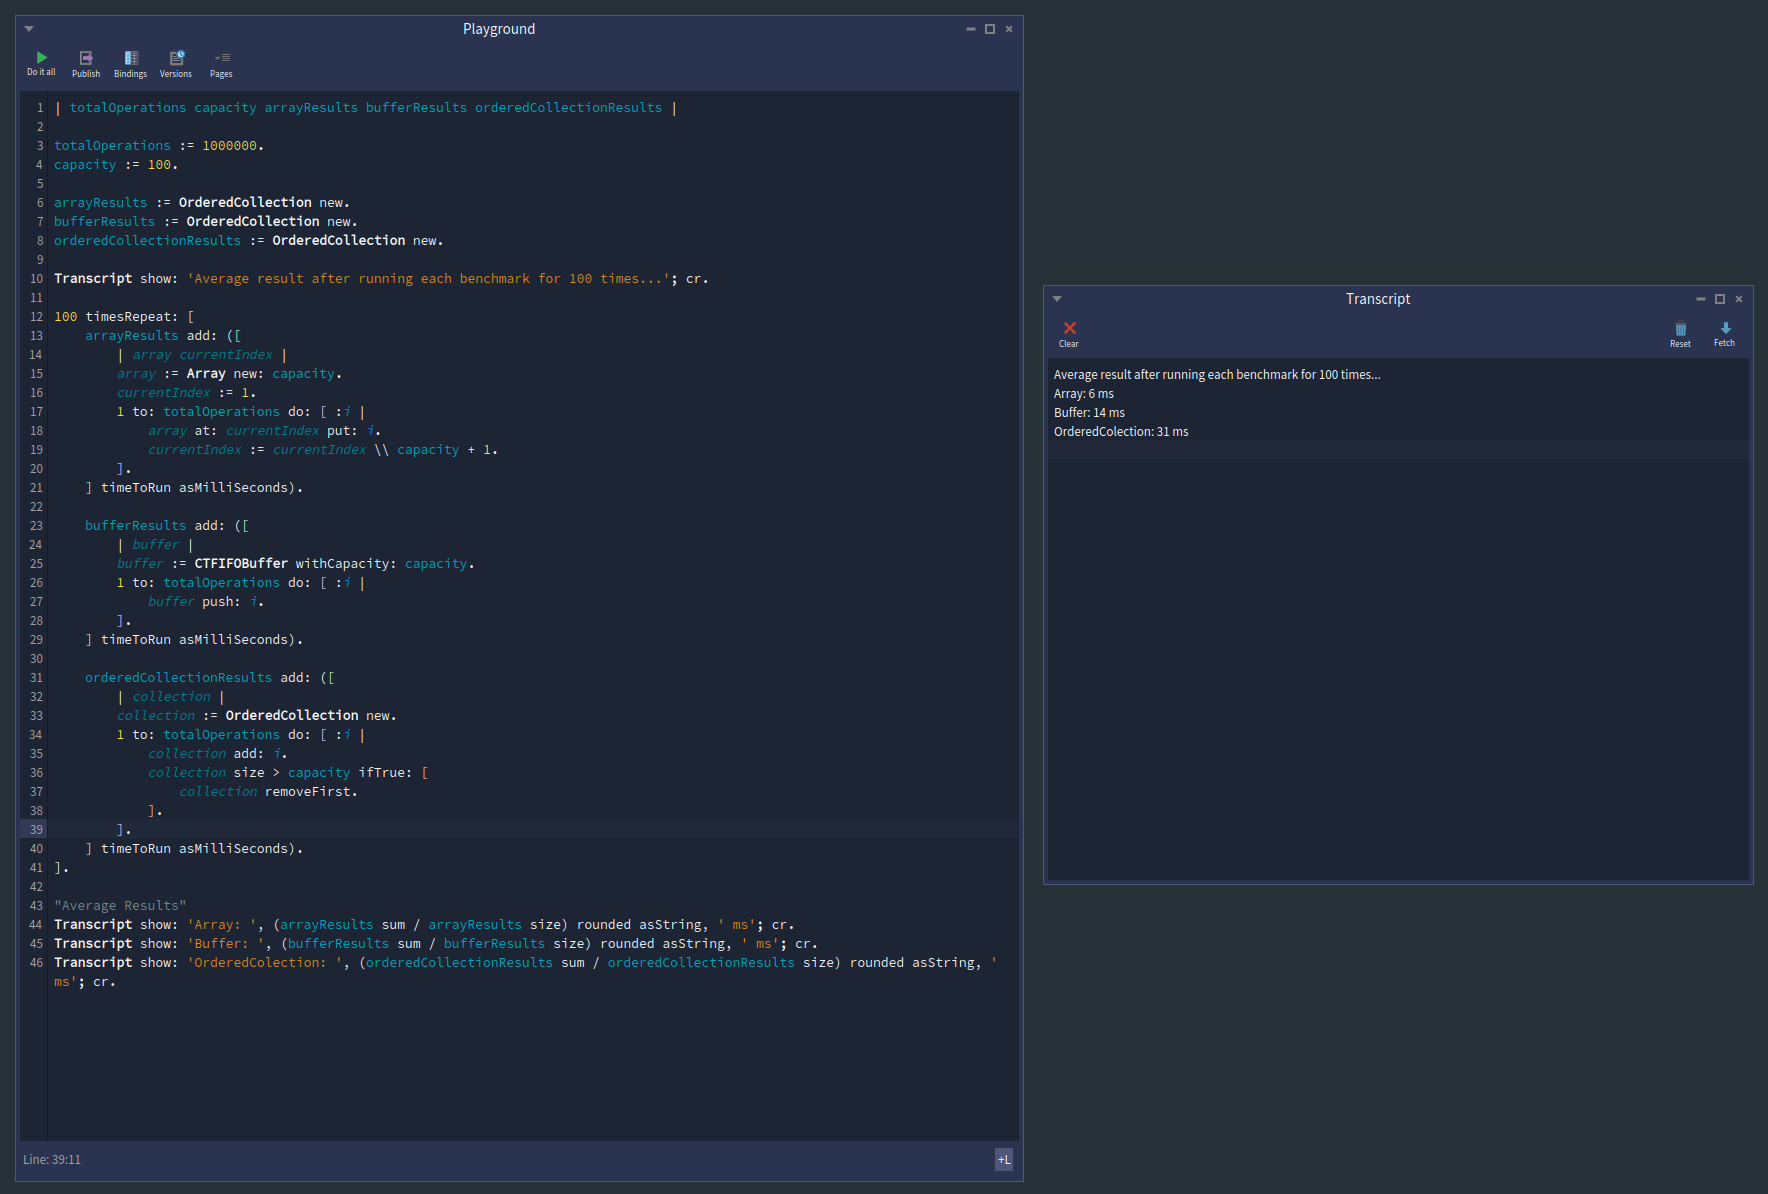 Playground
Do it all
Publish
Bindings
Versions
Pages
1 | totalOperations capacity arrayResults bufferResults orderedCollectionResults |
2
3 totalOperations := 1000000.
4 capacity := 100.
5
6 arrayResults := OrderedCollection new.
7 bufferResults := OrderedCollection new.
8 orderedCollectionResults := OrderedCollection new.
9
10 Transcript show: 'Average result after running each benchmark for 100 times...'; cr.
11
12 100 timesRepeat: [
13 arrayResults add: ([
14 | array currentIndex |
15 array := Array new: capacity.
16 currentIndex := 1.
17 1 to: totalOperations do: [ :i |
18 array at: currentIndex put: i.
19 currentIndex := currentIndex \\ capacity + 1.
20 ].
21 ] timeToRun asMilliSeconds).
22
23 bufferResults add: ([
24 | buffer |
25 buffer := CTFIFOBuffer withCapacity: capacity.
26 1 to: totalOperations do: [ :i |
27 buffer push: i.
28 ].
29 ] timeToRun asMilliSeconds).
30
31 orderedCollectionResults add: ([
32 | collection |
33 collection := OrderedCollection new.
34 1 to: totalOperations do: [ :i |
35 collection add: i.
36 collection size > capacity ifTrue: [
37 collection removeFirst.
38 ].
39 ].
40 ] timeToRun asMilliSeconds).
41 ].
42
43 "Average Results"
44 Transcript show: 'Array: ', (arrayResults sum / arrayResults size) rounded asString, ' ms'; cr.
45 Transcript show: 'Buffer: ', (bufferResults sum / bufferResults size) rounded asString, ' ms'; cr.
46 Transcript show: 'OrderedColection: ', (orderedCollectionResults sum / orderedCollectionResults size) rounded asString, '
ms'; cr.
Line: 39:11
+L
Transcript
Clear
Reset
Fetch
Average result after running each benchmark for 100 times...
Array: 6 ms
Buffer: 14 ms
OrderedColection: 31 ms